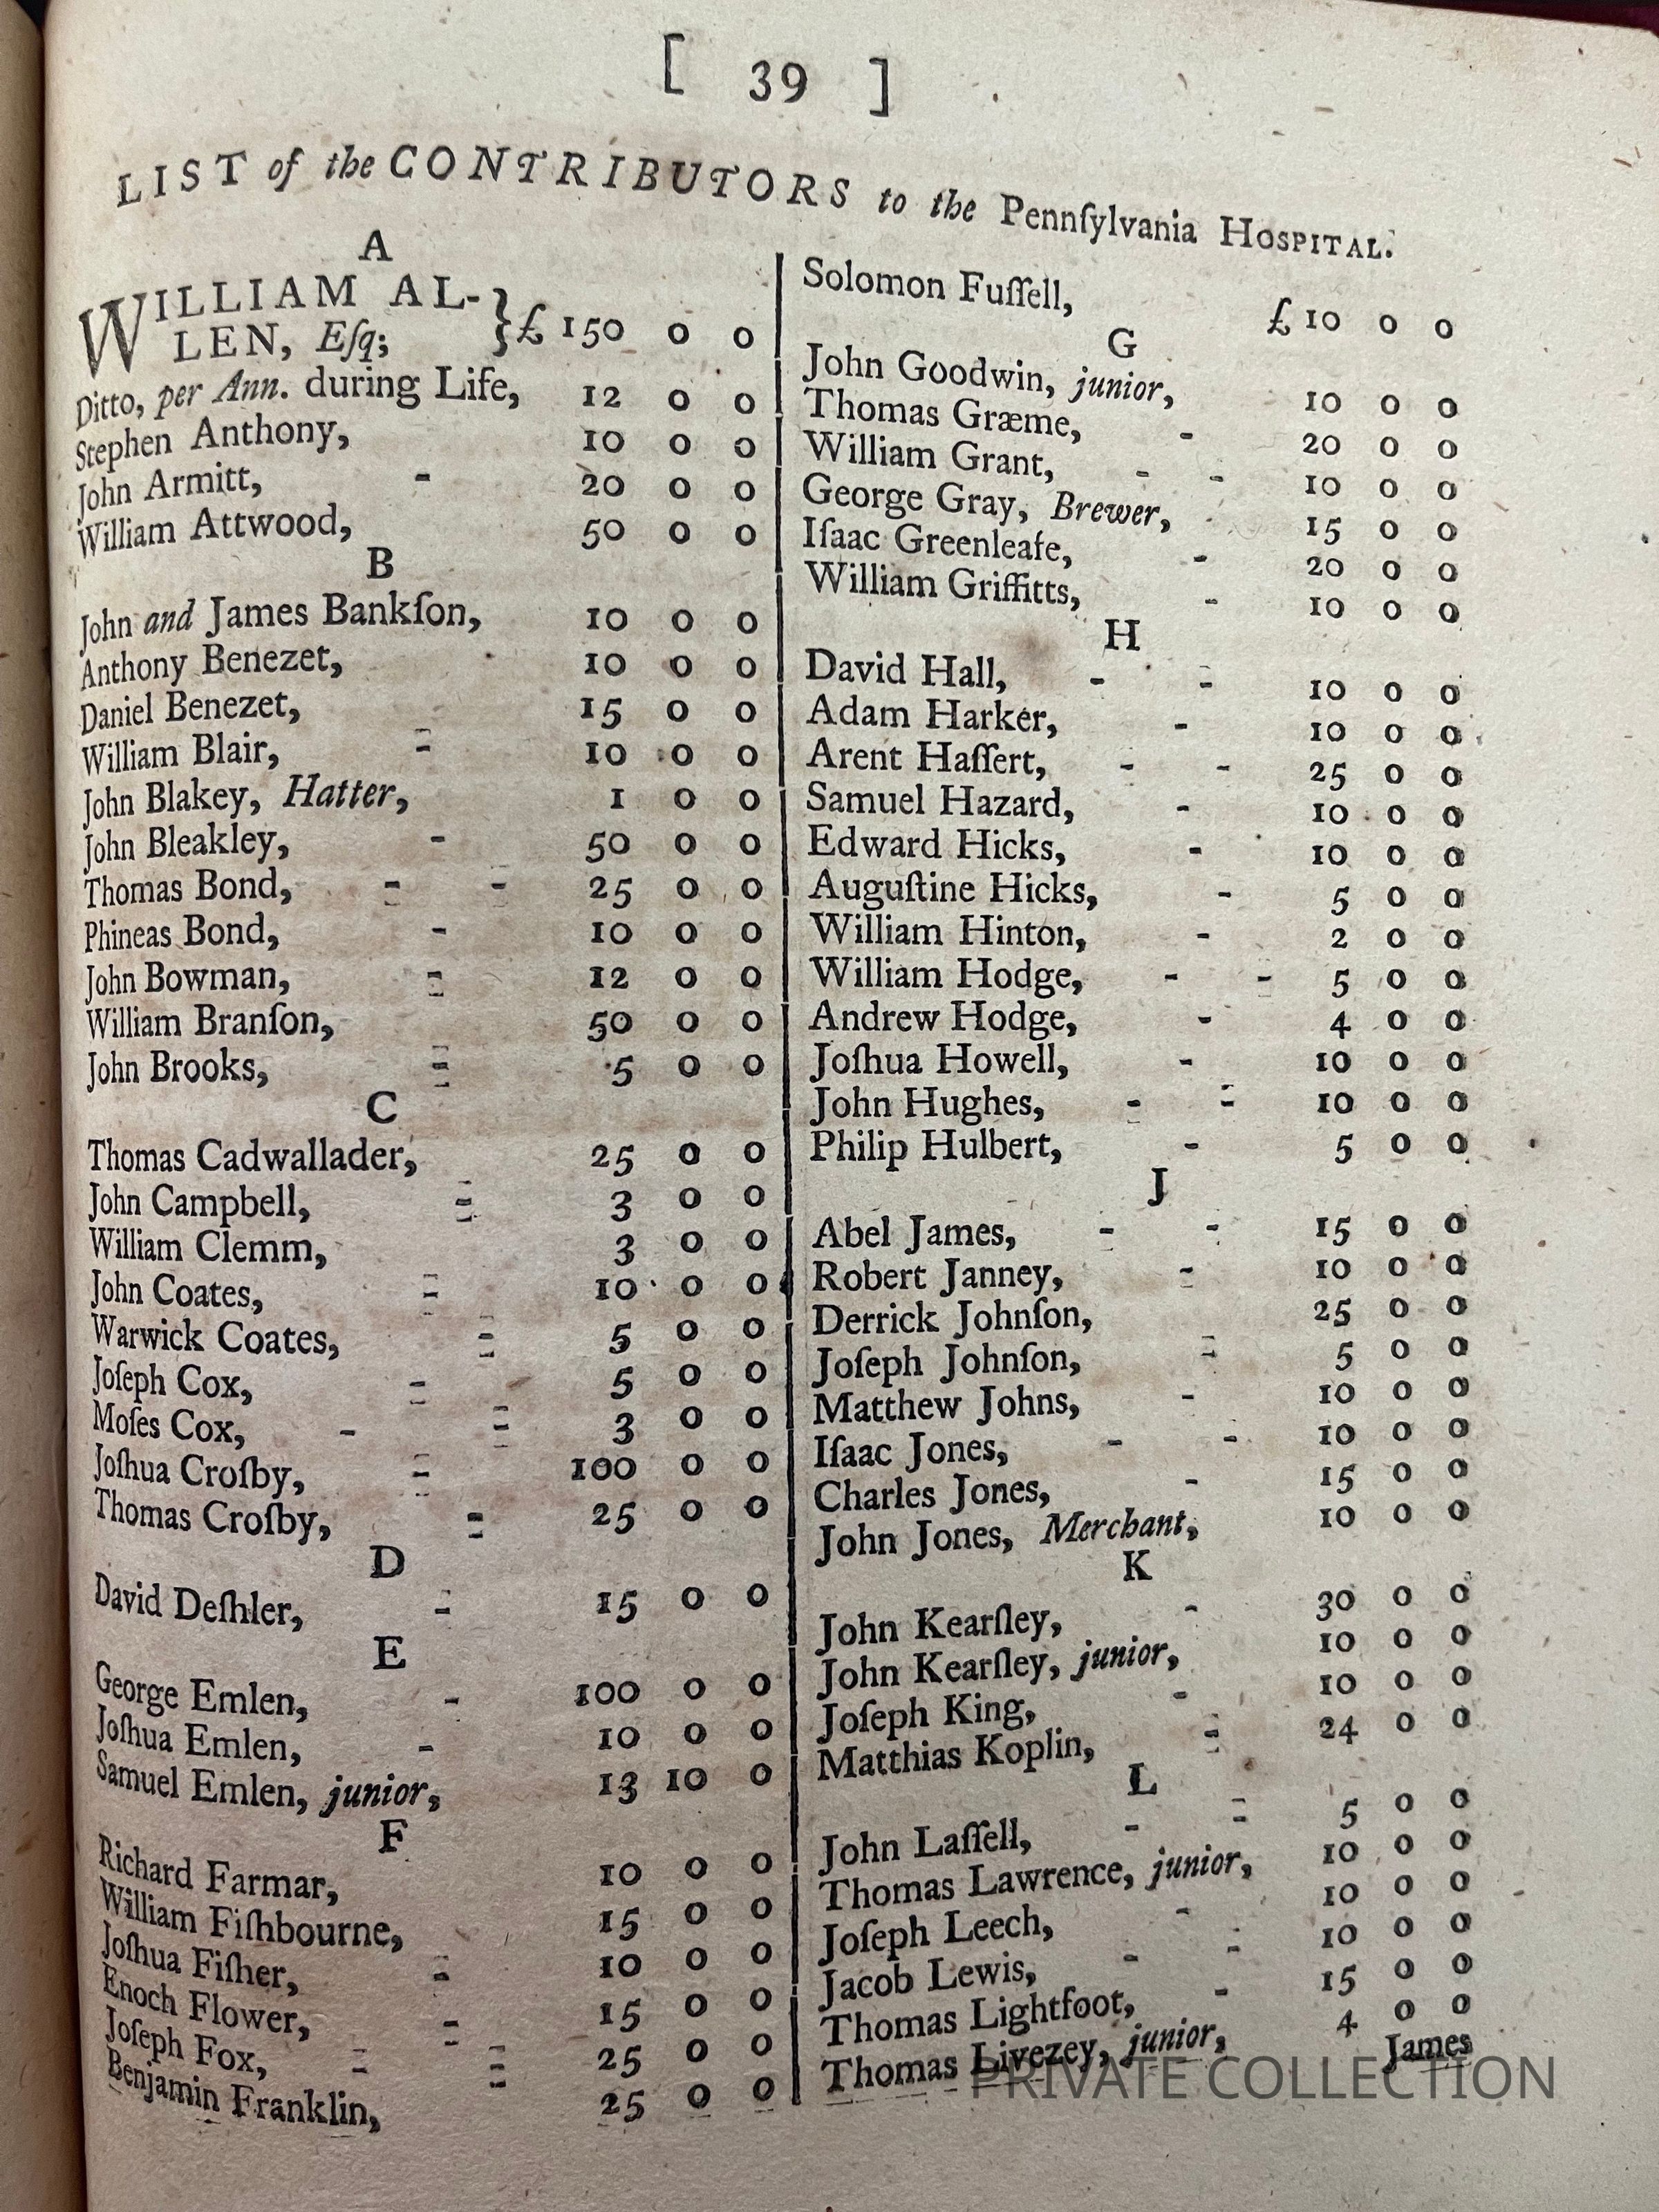 [ 39 ]
LIST of the CONTRIBUTORS to the Pennſylvania HOSPITAL.
A
WILLIAM AL-
LEN, Eſq; } £ 150 0 0
Ditto, per Ann. during Life, 12 0 0
Stephen Anthony, 10 0 0
John Armitt, - 20 0 0
William Attwood, 50 0 0
B
John and James Bankſon, 10 0 0
Anthony Benezet, 10 0 0
Daniel Benezet, 15 0 0
William Blair, - 10 0 0
John Blakey, Hatter, 1 0 0
John Bleakley, - 50 0 0
Thomas Bond, - - 25 0 0
Phineas Bond, - 10 0 0
John Bowman, - 12 0 0
William Branſon, 50 0 0
John Brooks, - 5 0 0
C
Thomas Cadwallader, 25 0 0
John Campbell, - 3 0 0
William Clemm, 3 0 0
John Coates, - 10 0 0
Warwick Coates, - 5 0 0
Joſeph Cox, - 5 0 0
Moſes Cox, - - 3 0 0
Joſhua Croſby, - 100 0 0
Thomas Croſby, - 25 0 0
D
David Deſhler, - 15 0 0
E
George Emlen, - 100 0 0
Joſhua Emlen, - 10 0 0
Samuel Emlen, junior, 13 10 0
F
Richard Farmar, 10 0 0
William Fiſhbourne, 15 0 0
Joſhua Fiſher, - 10 0 0
Enoch Flower, - 15 0 0
Joſeph Fox, - - 25 0 0
Benjamin Franklin, 25 0 0
Solomon Fuſſell, £ 10 0 0
G
John Goodwin, junior, 10 0 0
Thomas Græme, - 20 0 0
William Grant, - - 10 0 0
George Gray, Brewer, 15 0 0
Iſaac Greenleafe, - 20 0 0
William Griffitts, - 10 0 0
H
David Hall, - - 10 0 0
Adam Harker, - 10 0 0
Arent Haſſert, - - 25 0 0
Samuel Hazard, - 10 0 0
Edward Hicks, - 10 0 0
Auguſtine Hicks, - 5 0 0
William Hinton, - 2 0 0
William Hodge, - - 5 0 0
Andrew Hodge, - 4 0 0
Joſhua Howell, - 10 0 0
John Hughes, - - 10 0 0
Philip Hulbert, - 5 0 0
J
Abel James, - - 15 0 0
Robert Janney, - 10 0 0
Derrick Johnſon, 25 0 0
Joſeph Johnſon, - 5 0 0
Matthew Johns, - 10 0 0
Iſaac Jones, - - 10 0 0
Charles Jones, - 15 0 0
John Jones, Merchant, 10 0 0
K
John Kearſley, - 30 0 0
John Kearſley, junior, 10 0 0
Joſeph King, - 10 0 0
Matthias Koplin, - 24 0 0
L
John Laſſell, - - 5 0 0
Thomas Lawrence, junior, 10 0 0
Joſeph Leech, - 10 0 0
Jacob Lewis, - - 10 0 0
Thomas Lightfoot, - 15 0 0
Thomas Livezey, junior, 4 0 0
James
PRIVATE COLLECTION